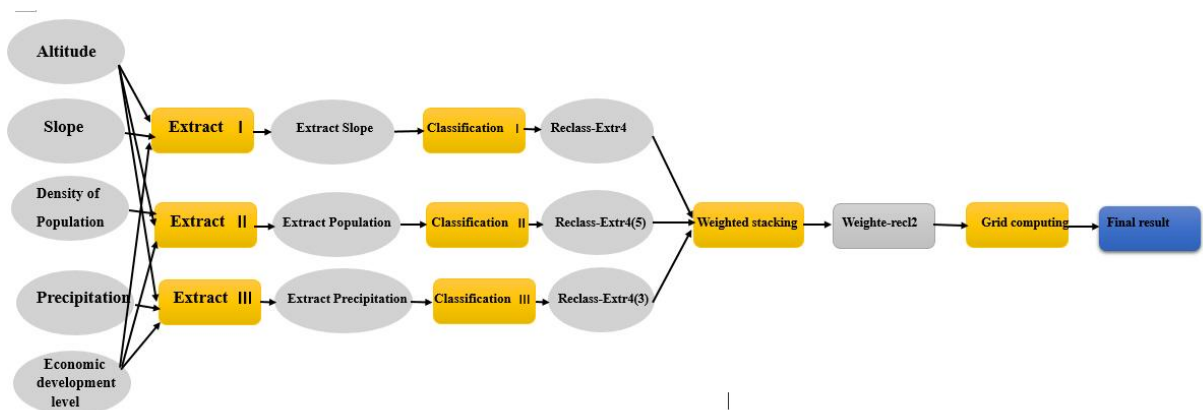 Altitude
Slope
Density of
Population
Precipitation
Economic
development
level
Extract Ⅰ
Extract Ⅱ
Extract Ⅲ
Extract Slope
Extract Population
Extract Precipitation
Classification Ⅰ
Classification Ⅱ
Classification Ⅲ
Reclass-Extr4
Reclass-Extr4(5)
Reclass-Extr4(3)
Weighted stacking
Weighte-recl2
Grid computing
Final result